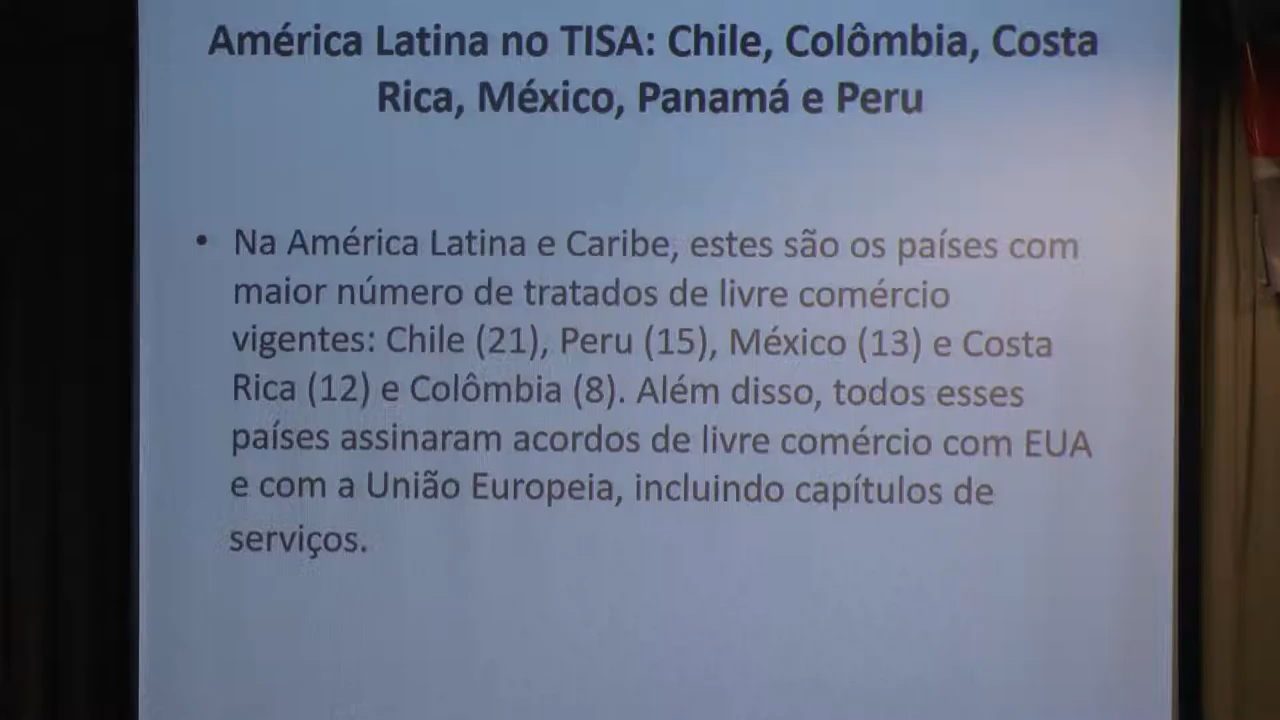 América Latina no TISA: Chile, Colômbia, Costa
Rica, México, Panamá e Peru
• Na América Latina e Caribe, estes são os países com
maior número de tratados de livre comércio
vigentes: Chile (21), Peru (15), México (13) e Costa
Rica (12) e Colômbia (8). Além disso, todos esses
países assinaram acordos de livre comércio com EUA
e com a União Europeia, incluindo capítulos de
serviços.